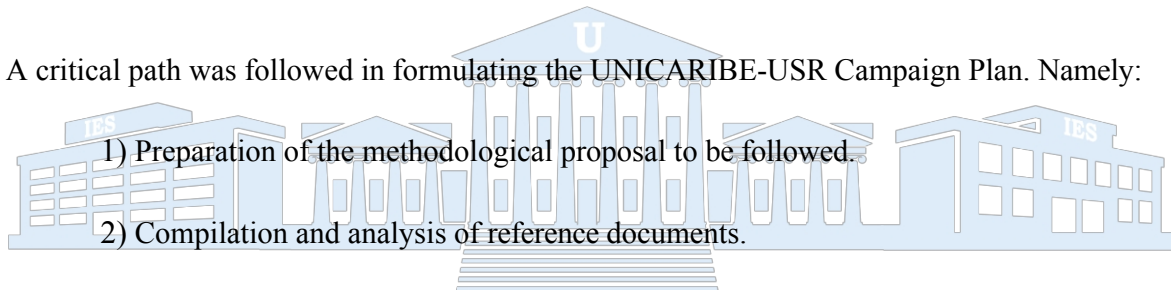 U
A critical path was followed in formulating the UNICARIBE-USR Campaign Plan. Namely:
IES
IES
1) Preparation of the methodological proposal to be followed.
2) Compilation and analysis of reference documents.